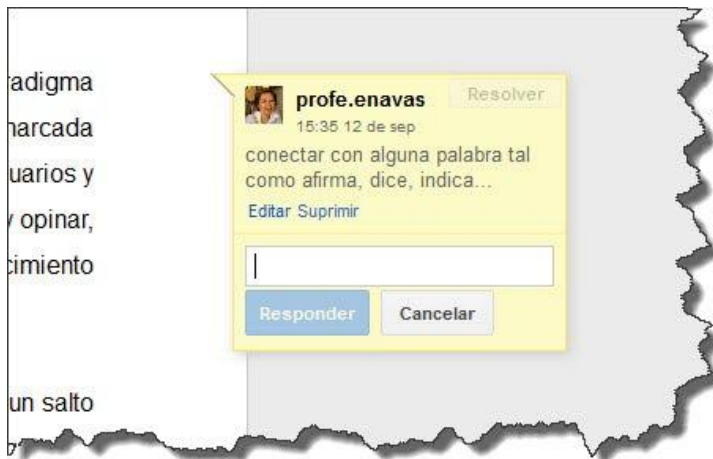 radigma
marcada
uarios y
y opinar,
cimiento
un salto
profe.enavas
Resolver
15:35 12 de sep
conectar con alguna palabra tal
como afirma, dice, indica...
Editar Suprimir
Responder
Cancelar